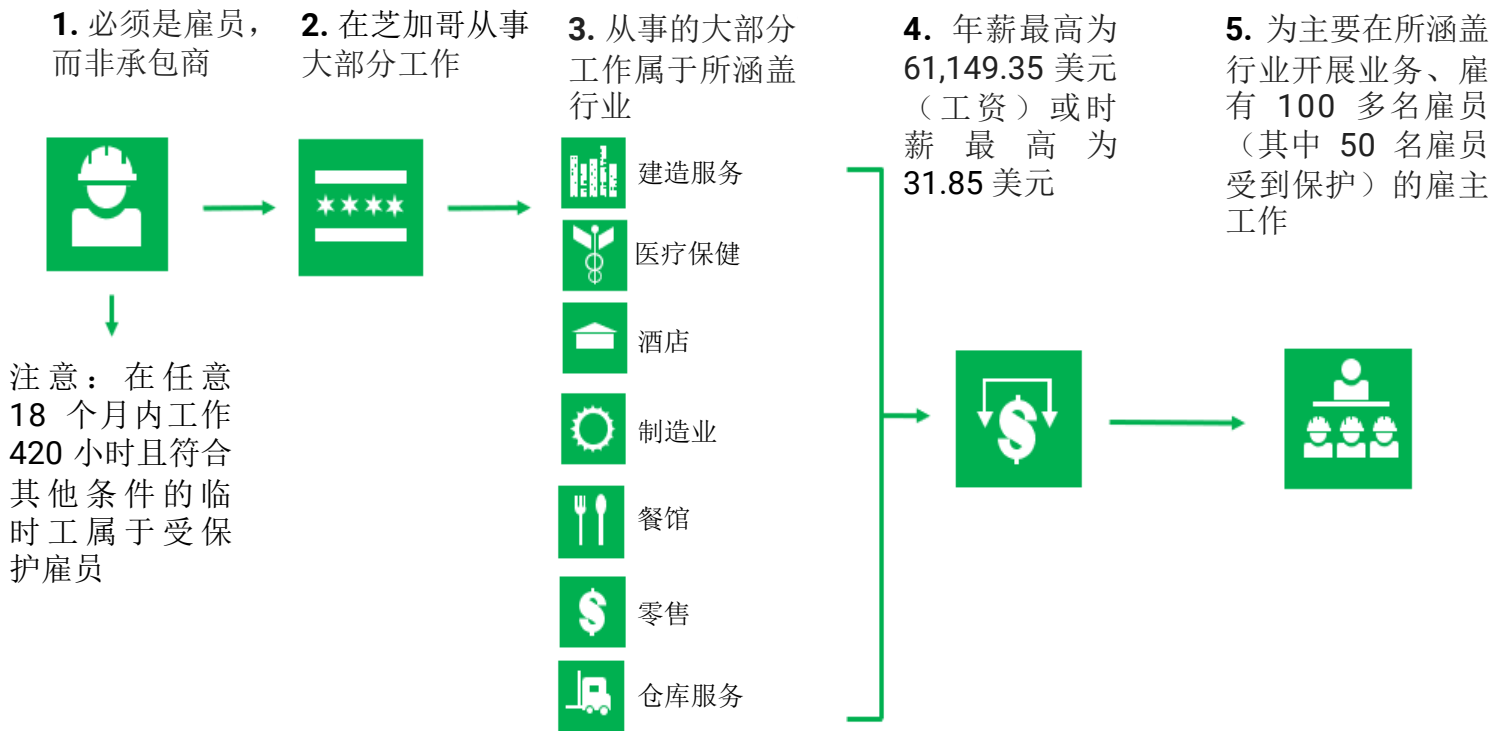 1. 必须是雇员，
而非承包商
2. 在芝加哥从事
大部分工作
3. 从事的大部分
工作属于所涵盖
行业
4. 年薪最高为
61,149.35 美元
（工资）或时
薪最高为
31.85 美元
5. 为主要在所涵盖
行业开展业务、雇
有 100 多名雇员
（其中 50 名雇员
受到保护）的雇主
工作
建造服务
医疗保健
酒店
制造业
餐馆
零售
仓库服务
注意：在任意
18 个月内工作
420 小时且符合
其他条件的临
时工属于受保
护雇员